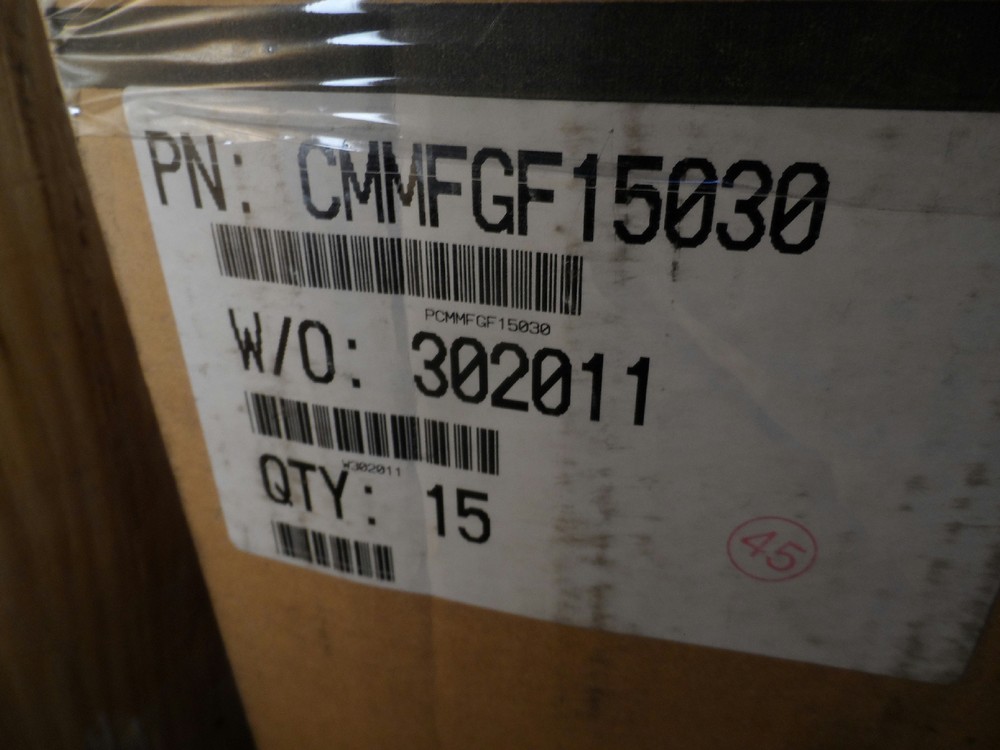 PN: CMMFGF15030
PCMMFGF15030
W/O: 302011
W302011
QTY: 15
45